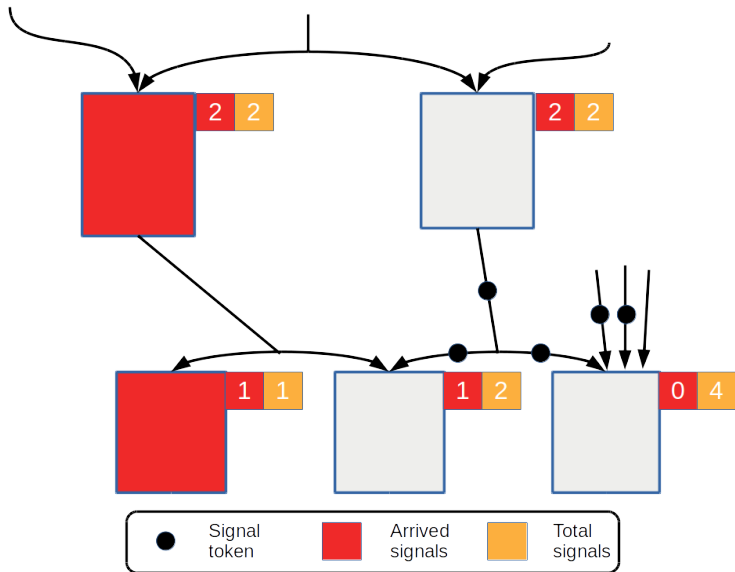 2 2
2 2
1 1
1 2
0 4
Signal
token
Arrived
signals
Total
signals